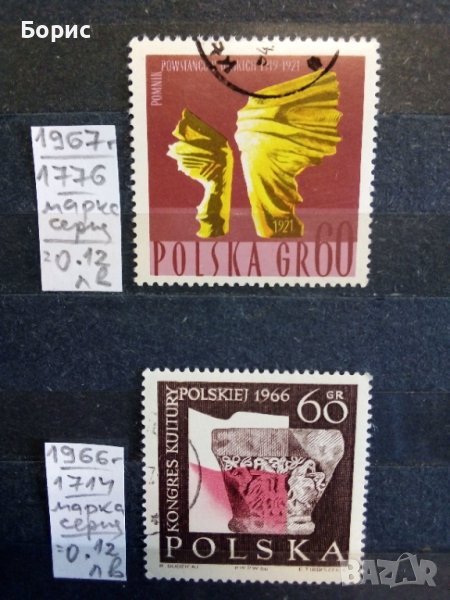 Борис
1967г
1776
марка
серия
=0.12
лв
POMNIK
POWSTAŃCÓW ŚLĄSKICH 1919-1921
1921
POLSKA GR 60
1966г
1714
марка
серия
=0.12
лв
KONGRES KULTURY
POLSKIEJ 1966
60 GR
POLSKA
BAZAR